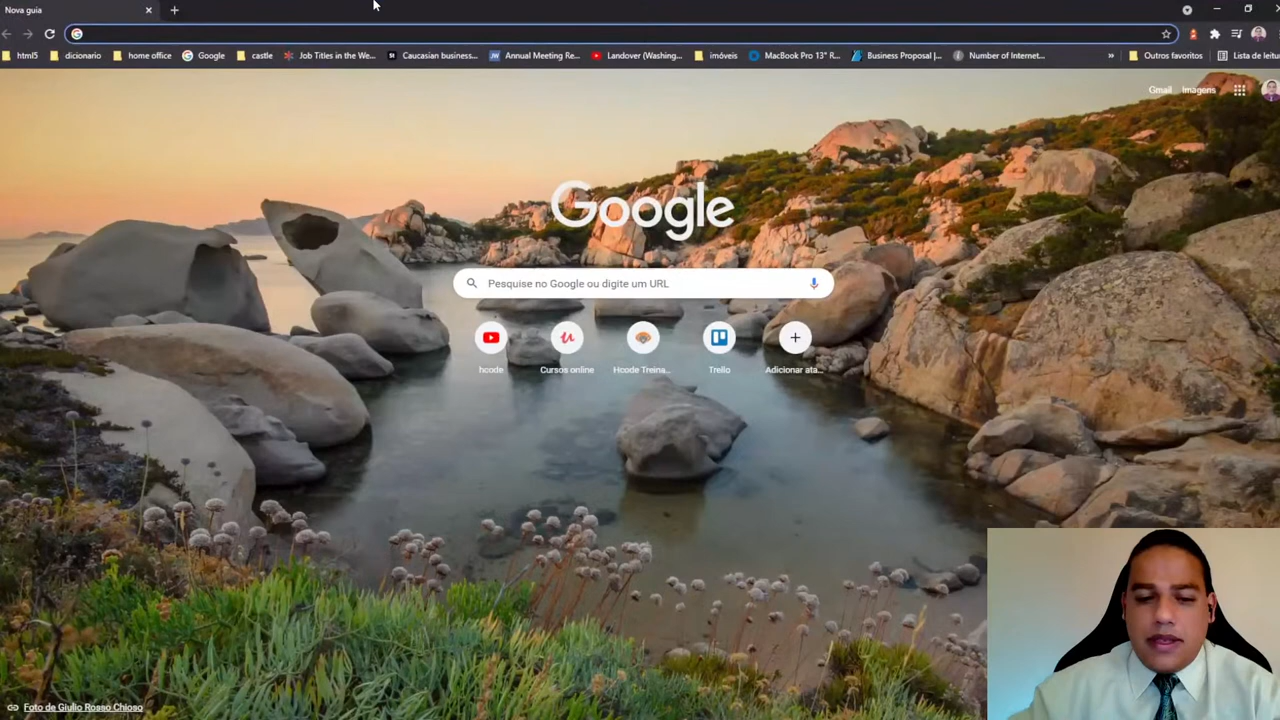 Nova guia
html5
dicionario
home office
Google
castle
Job Titles in the We...
Caucasian business...
Annual Meeting Re...
Landover (Washing...
imóveis
MacBook Pro 13" R...
Business Proposal |...
Number of Internet...
»
Outros favoritos
Lista de leitu
Gmail
Imagens
Google
Pesquise no Google ou digite um URL
hcode
Cursos online
Hcode Treina...
Trello
Adicionar ata...
Foto de Giulio Rosso Chioso